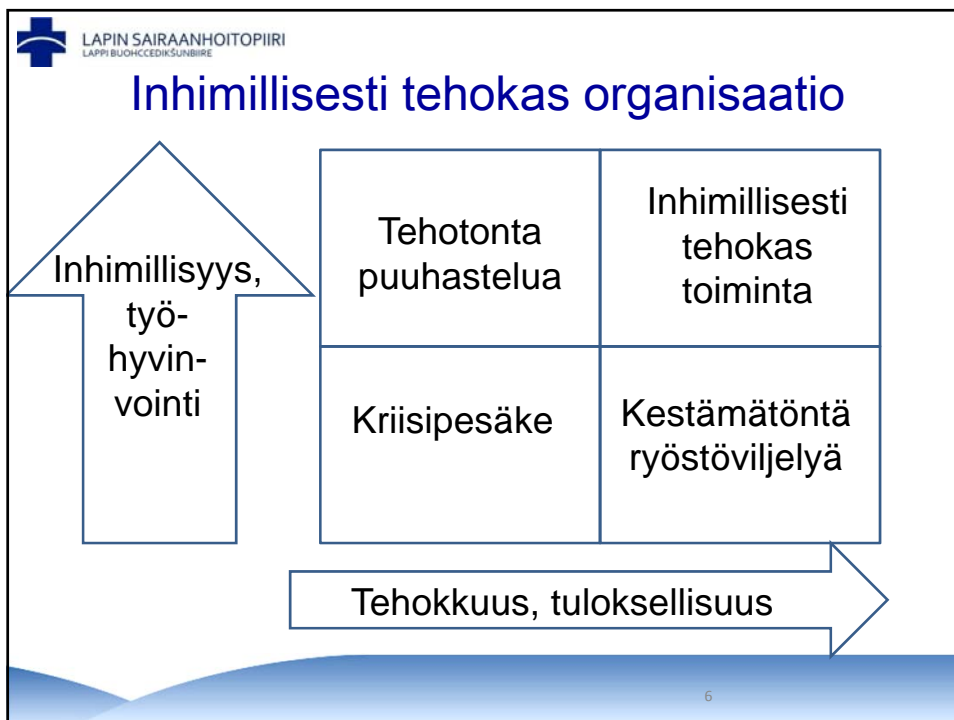 LAPIN SAIRAANHOITOPIIRI
LAPPI BUOHCCEDIKŠUNBIIRE
Inhimillisesti tehokas organisaatio
Inhimillisyys,
työ-
hyvin-
vointi
Tehotonta
puuhastelua
Inhimillisesti
tehokas
toiminta
Kriisipesäke
Kestämätöntä
ryöstöviljelyä
Tehokkuus, tuloksellisuus
6